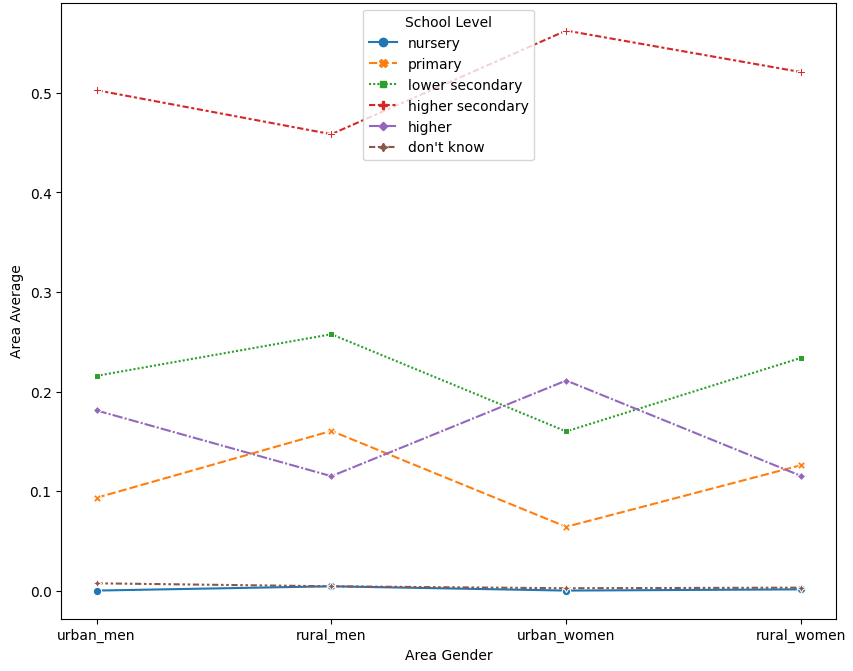 School Level
nursery
primary
lower secondary
higher secondary
higher
don't know
0.5
0.4
0.3
0.2
0.1
0.0
Area Average
urban_men rural_men urban_women rural_women
Area Gender